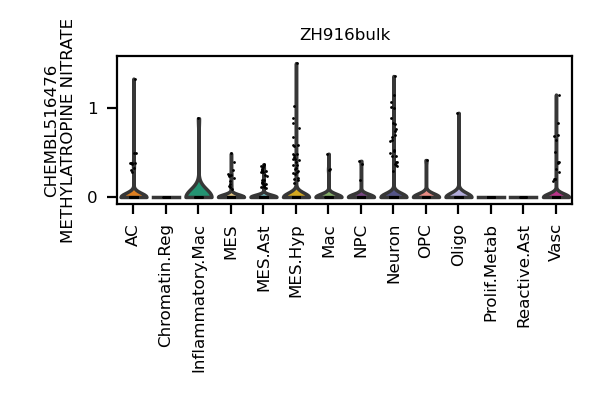 ZH916bulk
CHEMBL516476
METHYLATROPINE NITRATE
1
0
AC
Chromatin.Reg
Inflammatory.Mac
MES
MES.Ast
MES.Hyp
Mac
NPC
Neuron
OPC
Oligo
Prolif.Metab
Reactive.Ast
Vasc